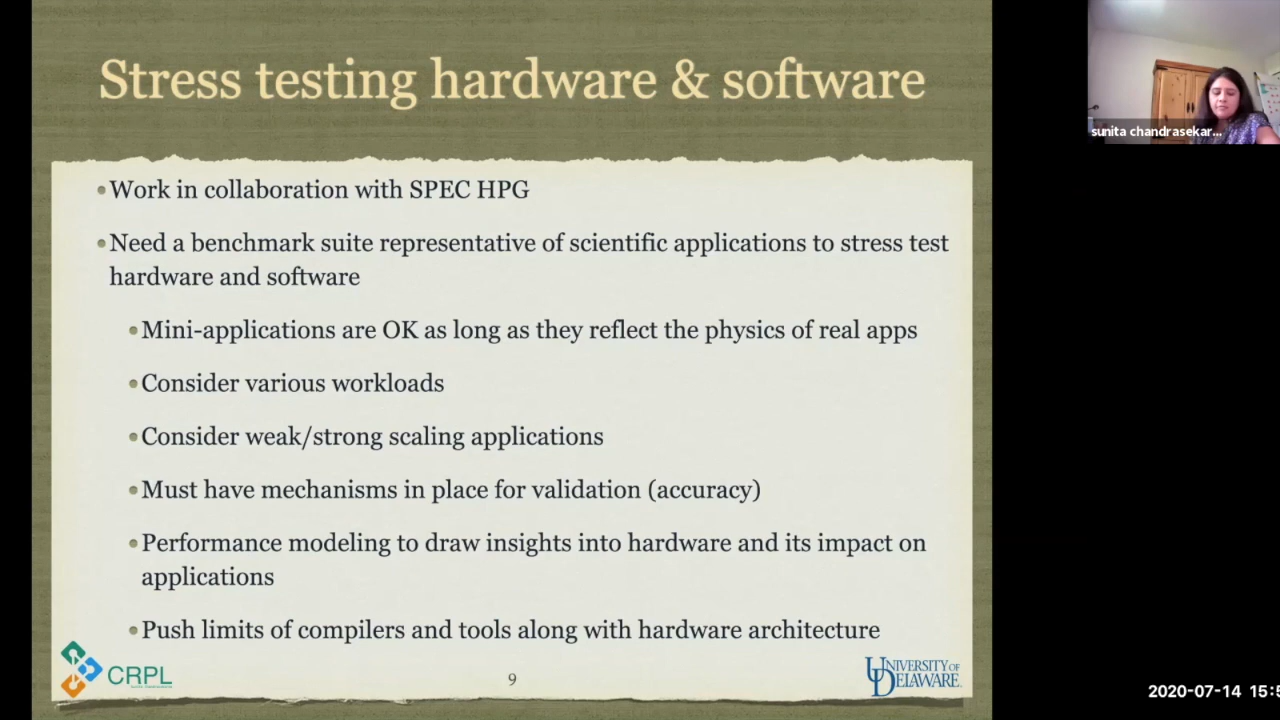 Stress testing hardware & software
sunita chandrasekar...
•Work in collaboration with SPEC HPG
•Need a benchmark suite representative of scientific applications to stress test
hardware and software
•Mini-applications are OK as long as they reflect the physics of real apps
•Consider various workloads
•Consider weak/strong scaling applications
•Must have mechanisms in place for validation (accuracy)
•Performance modeling to draw insights into hardware and its impact on
applications
•Push limits of compilers and tools along with hardware architecture
CRPL
9
UNIVERSITY OF
DELAWARE
2020-07-14 15:5